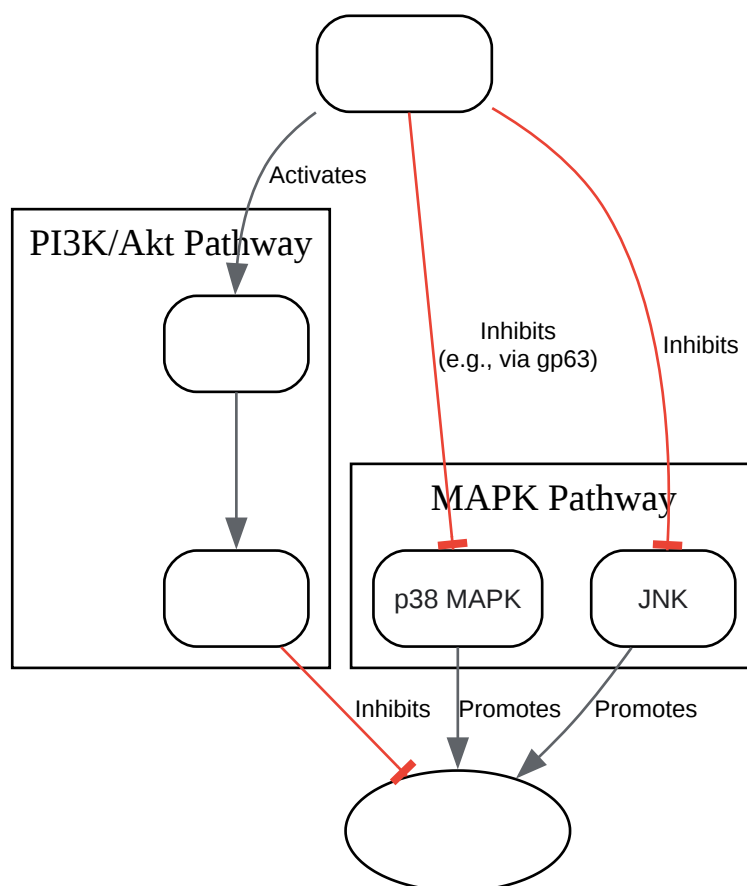 Activates
PI3K/Akt Pathway
Inhibits
(e.g., via gp63)
Inhibits
MAPK Pathway
p38 MAPK
JNK
Inhibits
Promotes
Promotes